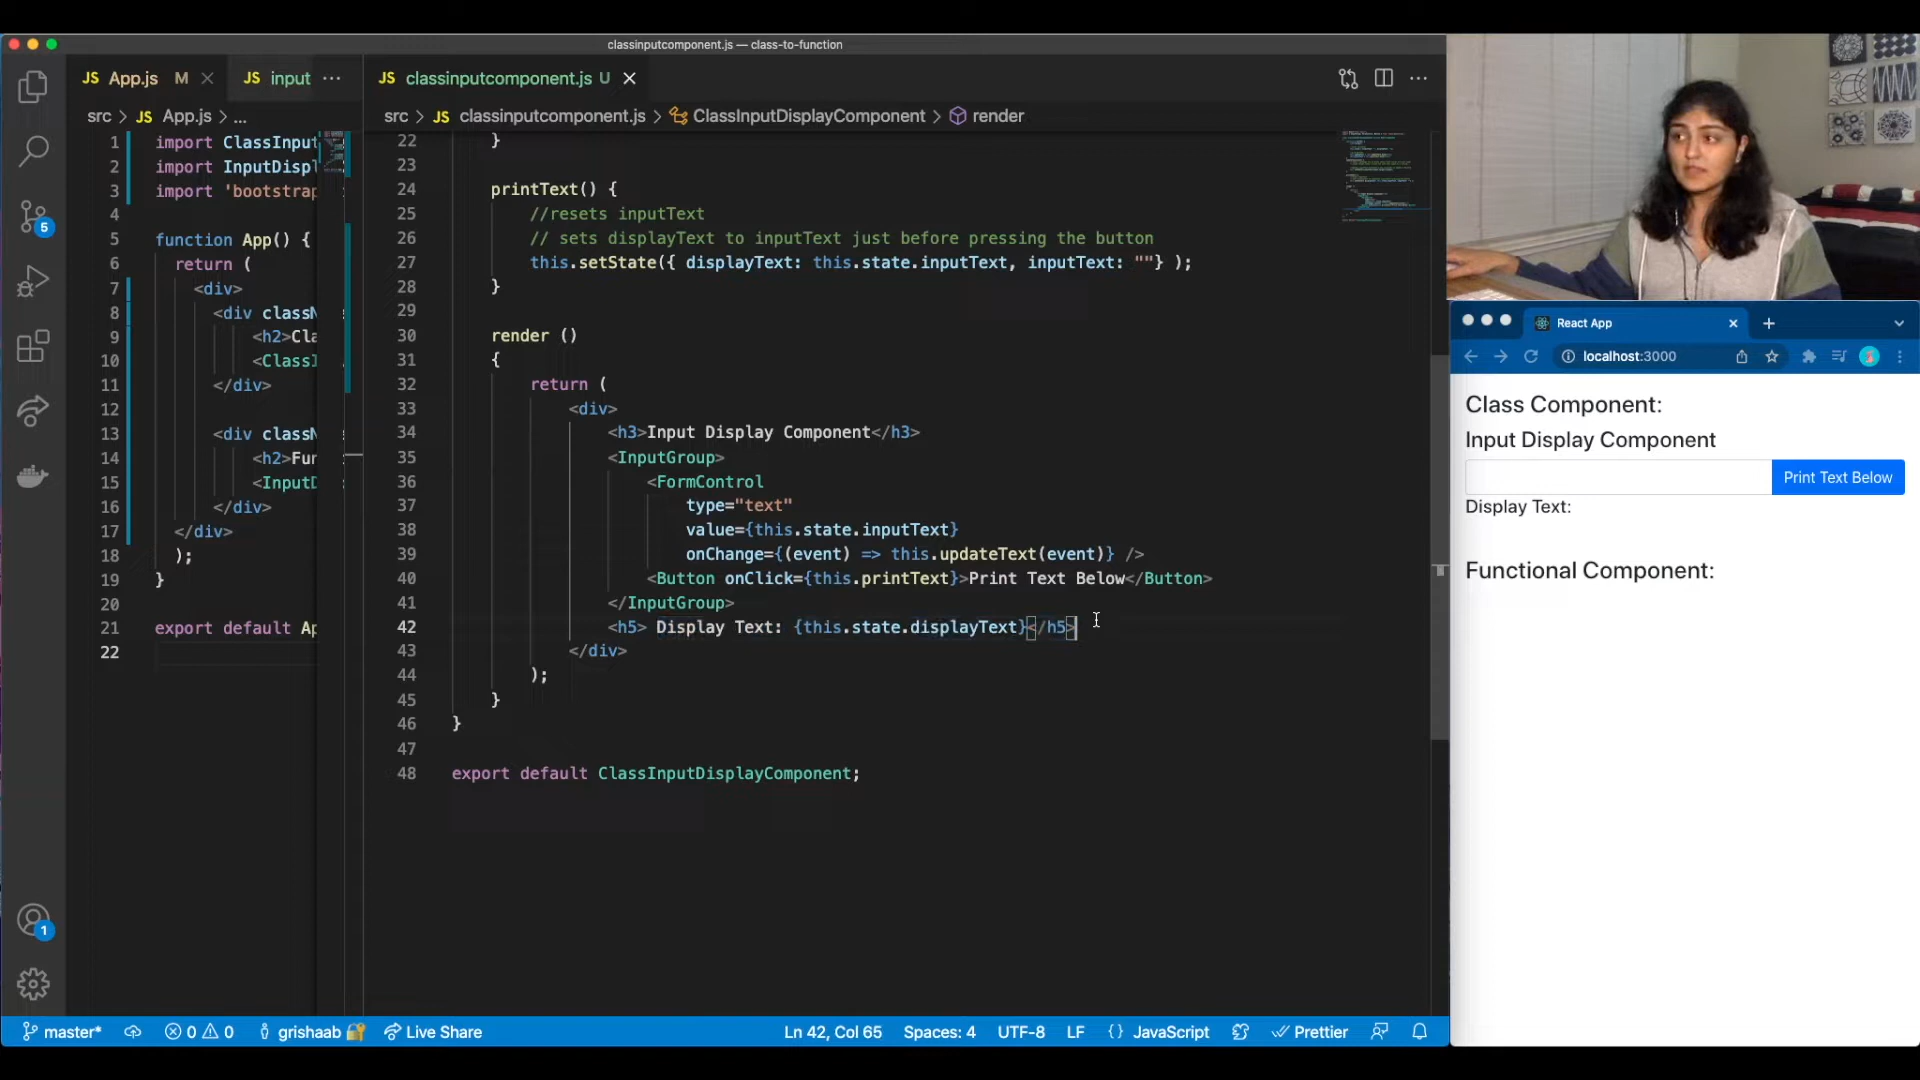 classinputcomponent.js — class-to-function
JS App.js M
JS input ···
JS classinputcomponent.js U
src > JS App.js > ...
src > JS classinputcomponent.js > ClassInputDisplayComponent > render
1 import ClassInput
2 import InputDispl
3 import 'bootstrap
4
5 function App() {
6 return (
7 <div>
8 <div classN
9 <h2>Cla
10 <ClassI
11 </div>
12
13 <div classN
14 <h2>Fun
15 <InputD
16 </div>
17 </div>
18 );
19 }
20
21 export default Ap
22
22 }
23
24 printText() {
25 //resets inputText
26 // sets displayText to inputText just before pressing the button
27 this.setState({ displayText: this.state.inputText, inputText: ""} );
28 }
29
30 render ()
31 {
32 return (
33 <div>
34 <h3>Input Display Component</h3>
35 <InputGroup>
36 <FormControl
37 type="text"
38 value={this.state.inputText}
39 onChange={(event) => this.updateText(event)} />
40 <Button onClick={this.printText}>Print Text Below</Button>
41 </InputGroup>
42 <h5> Display Text: {this.state.displayText}</h5>
43 </div>
44 );
45 }
46 }
47
48 export default ClassInputDisplayComponent;
5
1
master*
0 0
grishaab
Live Share
Ln 42, Col 65
Spaces: 4
UTF-8
LF
{} JavaScript
Prettier
React App
localhost:3000
Class Component:
Input Display Component
Print Text Below
Display Text:
Functional Component: